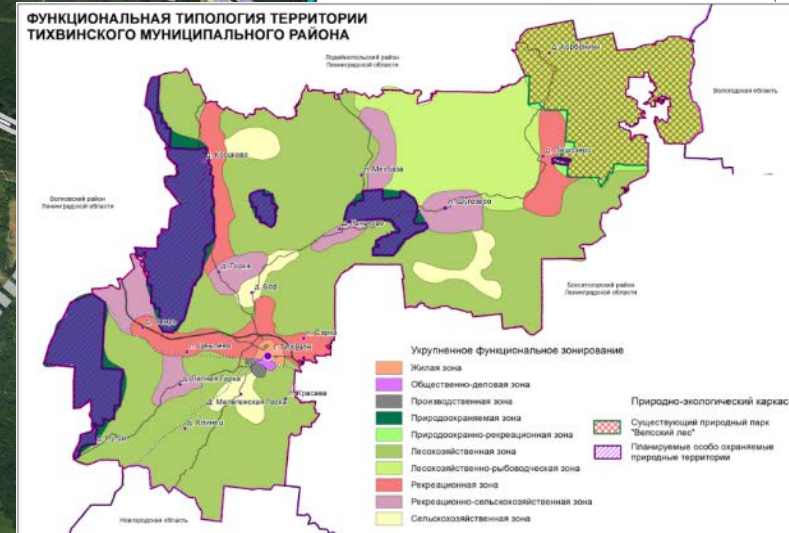 ФУНКЦИОНАЛЬНАЯ ТИПОЛОГИЯ ТЕРРИТОРИИ
ТИХВИНСКОГО МУНИЦИПАЛЬНОГО РАЙОНА
Лодейнопольский район
Ленинградской области
д. Корбеничи
Вологодская область
д. Коськово
п. Мехбаза
Волховский район
Ленинградской области
п. Шугозеро
д. Горка
д. Бор
Бокситогорский район
Ленинградской области
п. Сарка
п. Цвылево
г. ТИХВИН
д. Лепная Горка
п. Красава
д. Мелегежская Горка
д. Клинец
Новгородская область
Укрупненное функциональное зонирование
Жилая зона
Общественно-деловая зона
Производственная зона
Природоохраняемая зона
Природоохранно-рекреационная зона
Лесохозяйственная зона
Лесохозяйственно-рыбоводческая зона
Рекреационная зона
Рекреационно-сельскохозяйственная зона
Сельскохозяйственная зона
Природно-экологический каркас
Существующий природный парк
"Вепсский лес"
Планируемые особо охраняемые
природные территории